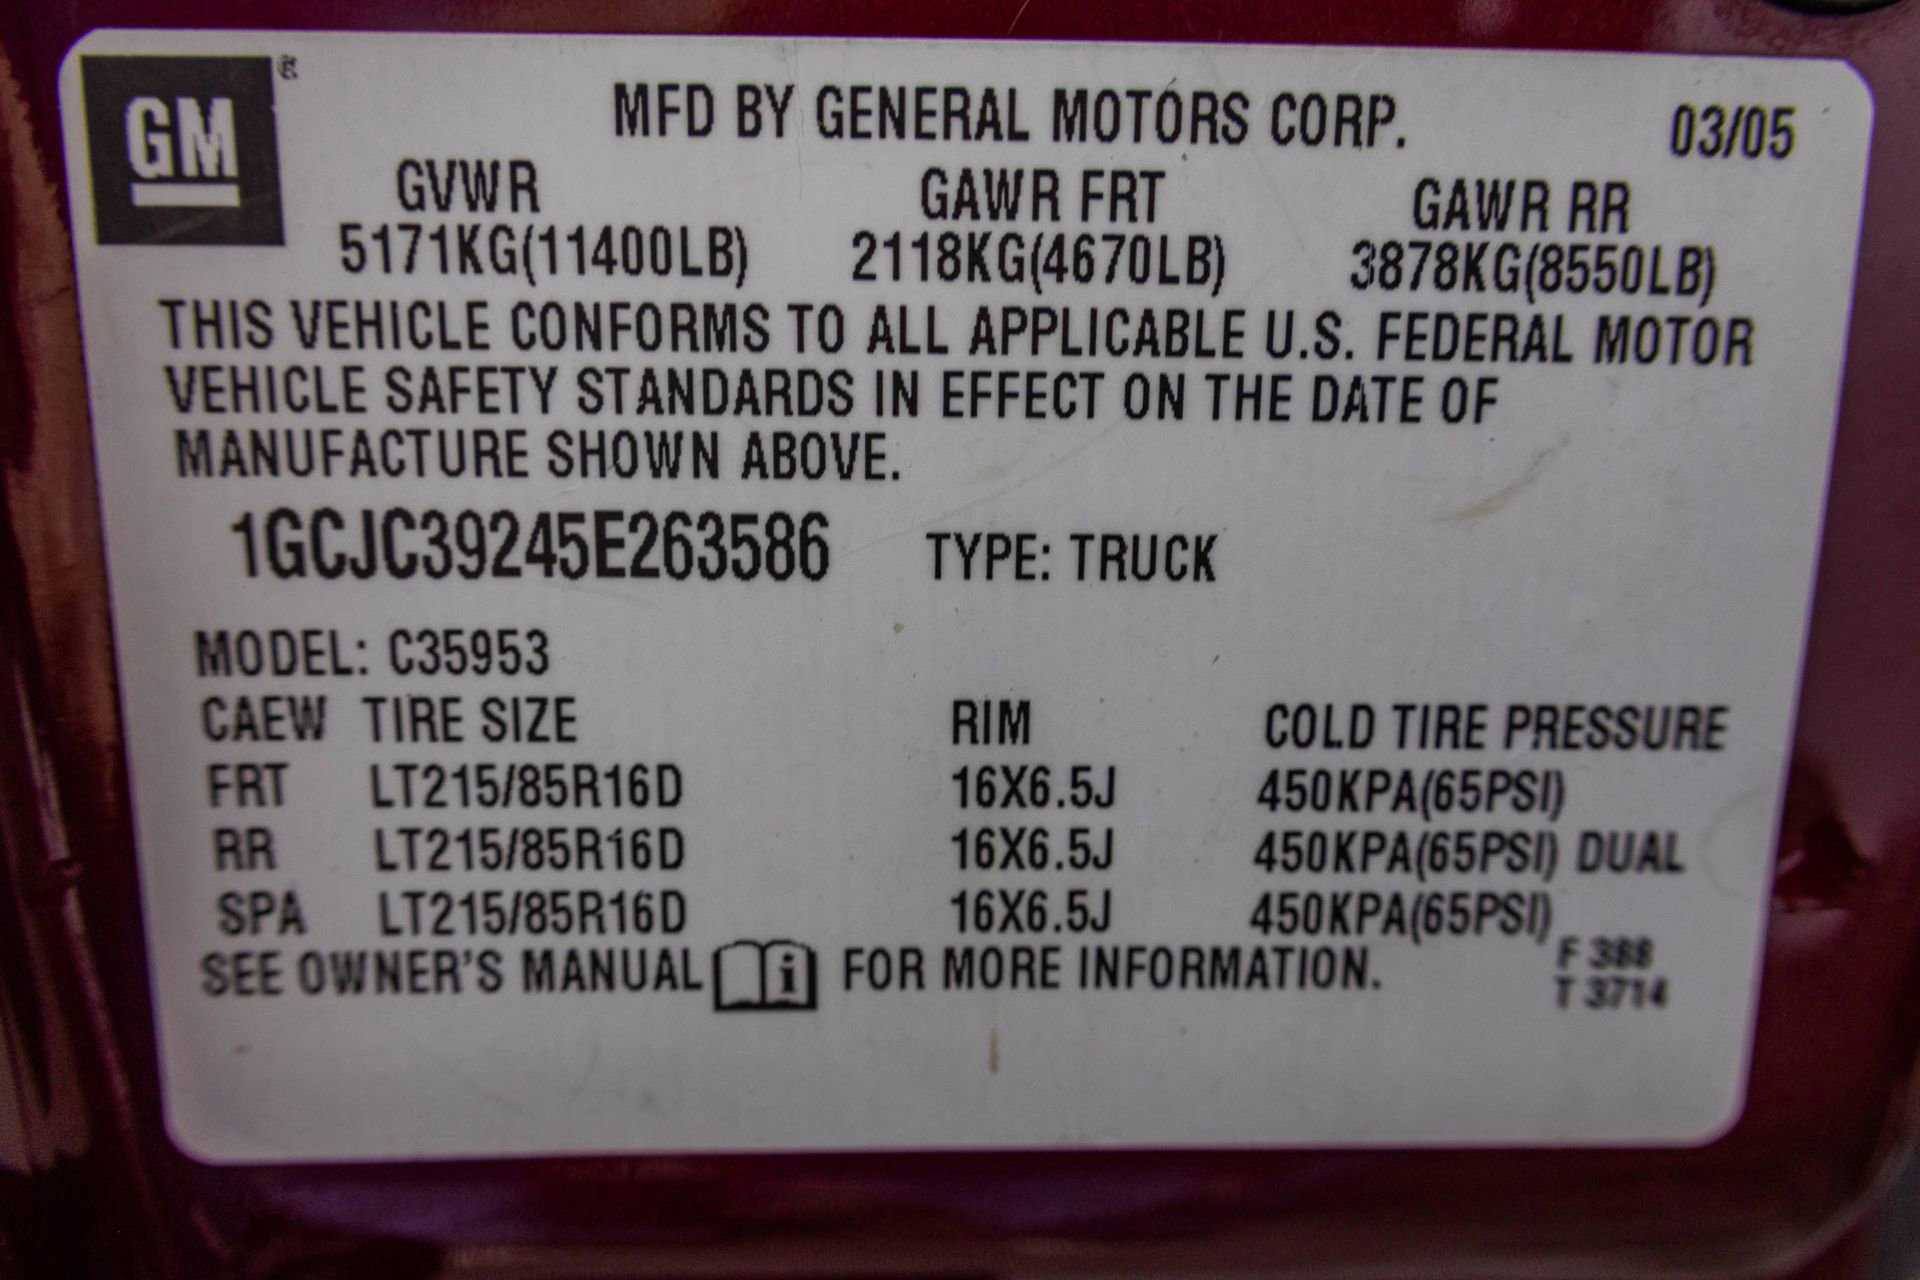 GM
MFD BY GENERAL MOTORS CORP. 03/05
GVWR GAWR FRT GAWR RR
5171KG(11400LB) 2118KG(4670LB) 3878KG(8550LB)
THIS VEHICLE CONFORMS TO ALL APPLICABLE U.S. FEDERAL MOTOR
VEHICLE SAFETY STANDARDS IN EFFECT ON THE DATE OF
MANUFACTURE SHOWN ABOVE.
1GCJC39245E263586 TYPE: TRUCK
MODEL: C35953
CAEW TIRE SIZE RIM COLD TIRE PRESSURE
FRT LT215/85R16D 16X6.5J 450KPA(65PSI)
RR LT215/85R16D 16X6.5J 450KPA(65PSI) DUAL
SPA LT215/85R16D 16X6.5J 450KPA(65PSI)
SEE OWNER'S MANUAL i FOR MORE INFORMATION.
F 388
T 3714